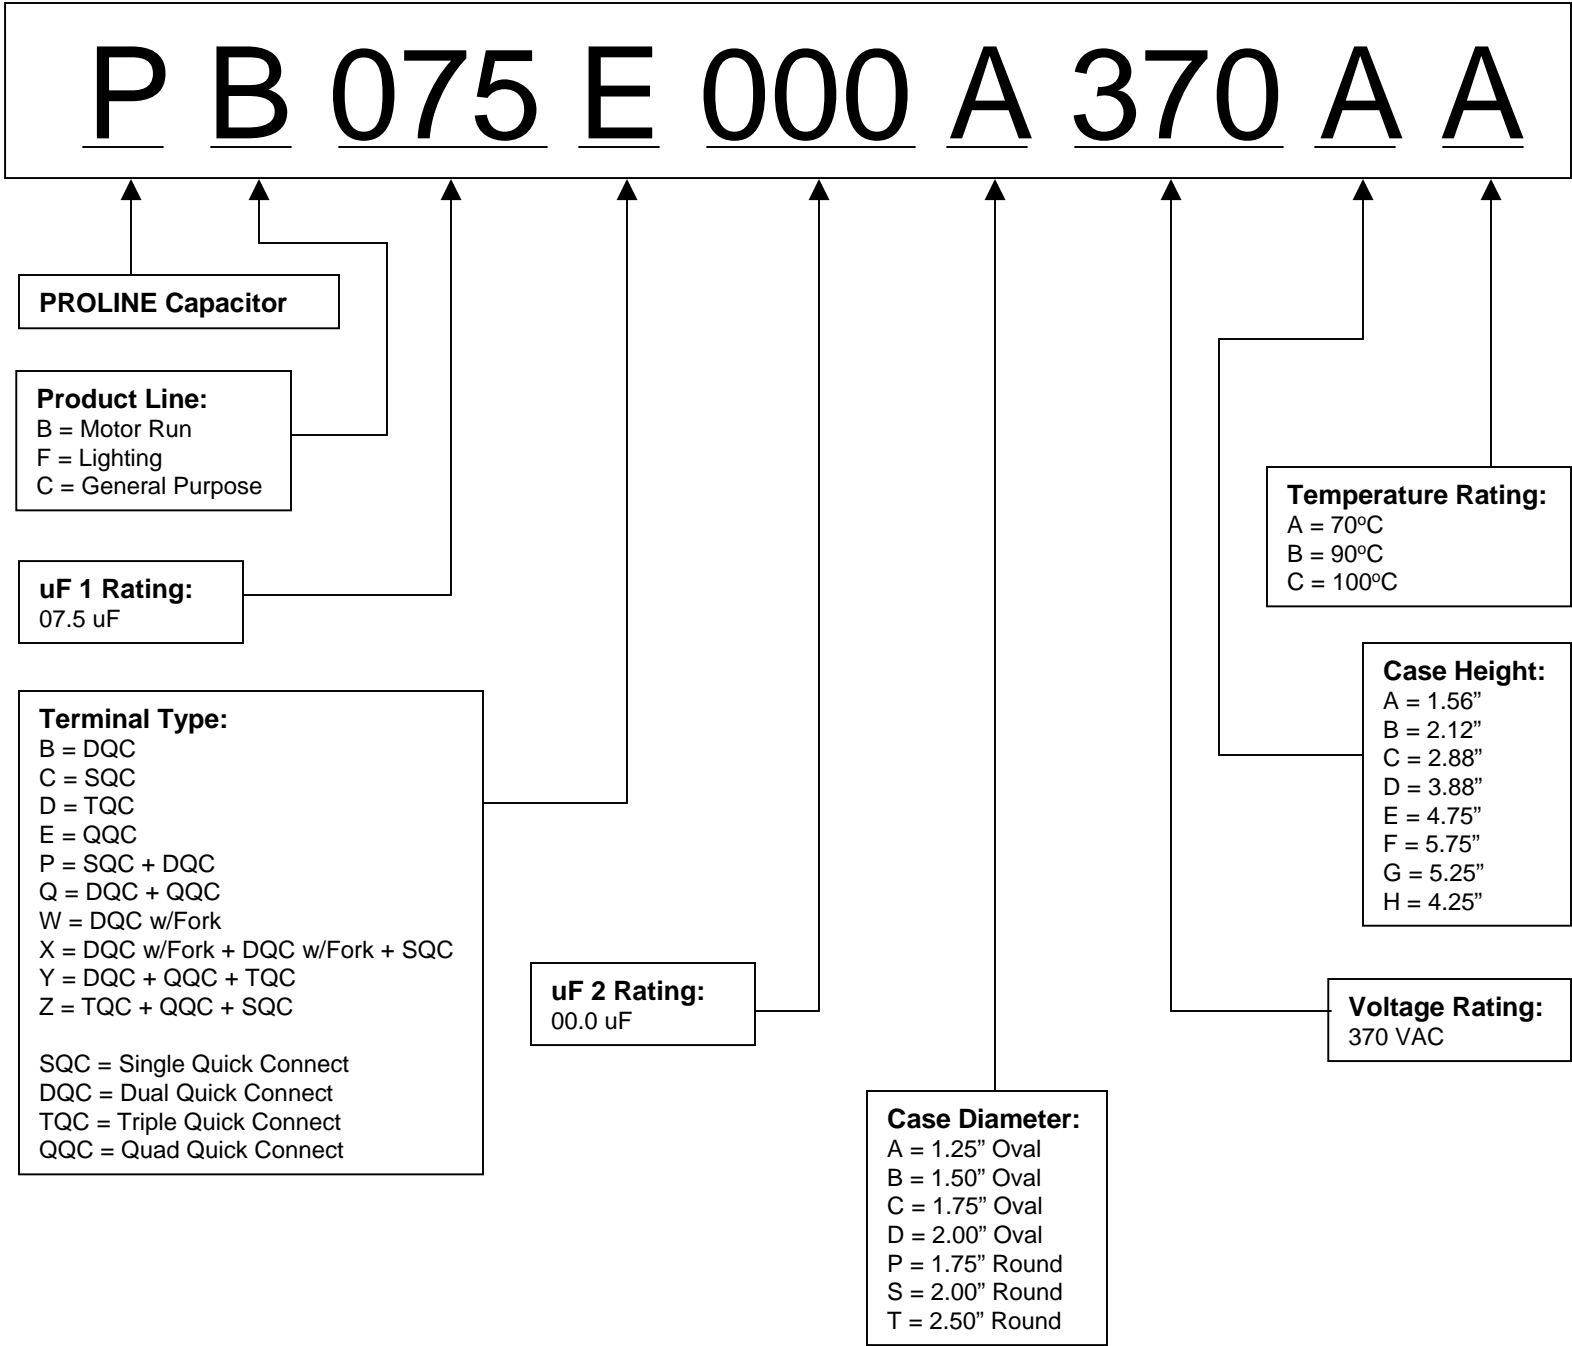 P B 075 E 000 A 370 A A
PROLINE Capacitor
Product Line:
B = Motor Run
F = Lighting
C = General Purpose
uF 1 Rating:
07.5 uF
Terminal Type:
B = DQC
C = SQC
D = TQC
E = QQC
P = SQC + DQC
Q = DQC + QQC
W = DQC w/Fork
X = DQC w/Fork + DQC w/Fork + SQC
Y = DQC + QQC + TQC
Z = TQC + QQC + SQC
SQC = Single Quick Connect
DQC = Dual Quick Connect
TQC = Triple Quick Connect
QQC = Quad Quick Connect
uF 2 Rating:
00.0 uF
Case Diameter:
A = 1.25” Oval
B = 1.50” Oval
C = 1.75” Oval
D = 2.00” Oval
P = 1.75” Round
S = 2.00” Round
T = 2.50” Round
Voltage Rating:
370 VAC
Case Height:
A = 1.56”
B = 2.12”
C = 2.88”
D = 3.88”
E = 4.75”
F = 5.75”
G = 5.25”
H = 4.25”
Temperature Rating:
A = 70ºC
B = 90ºC
C = 100ºC